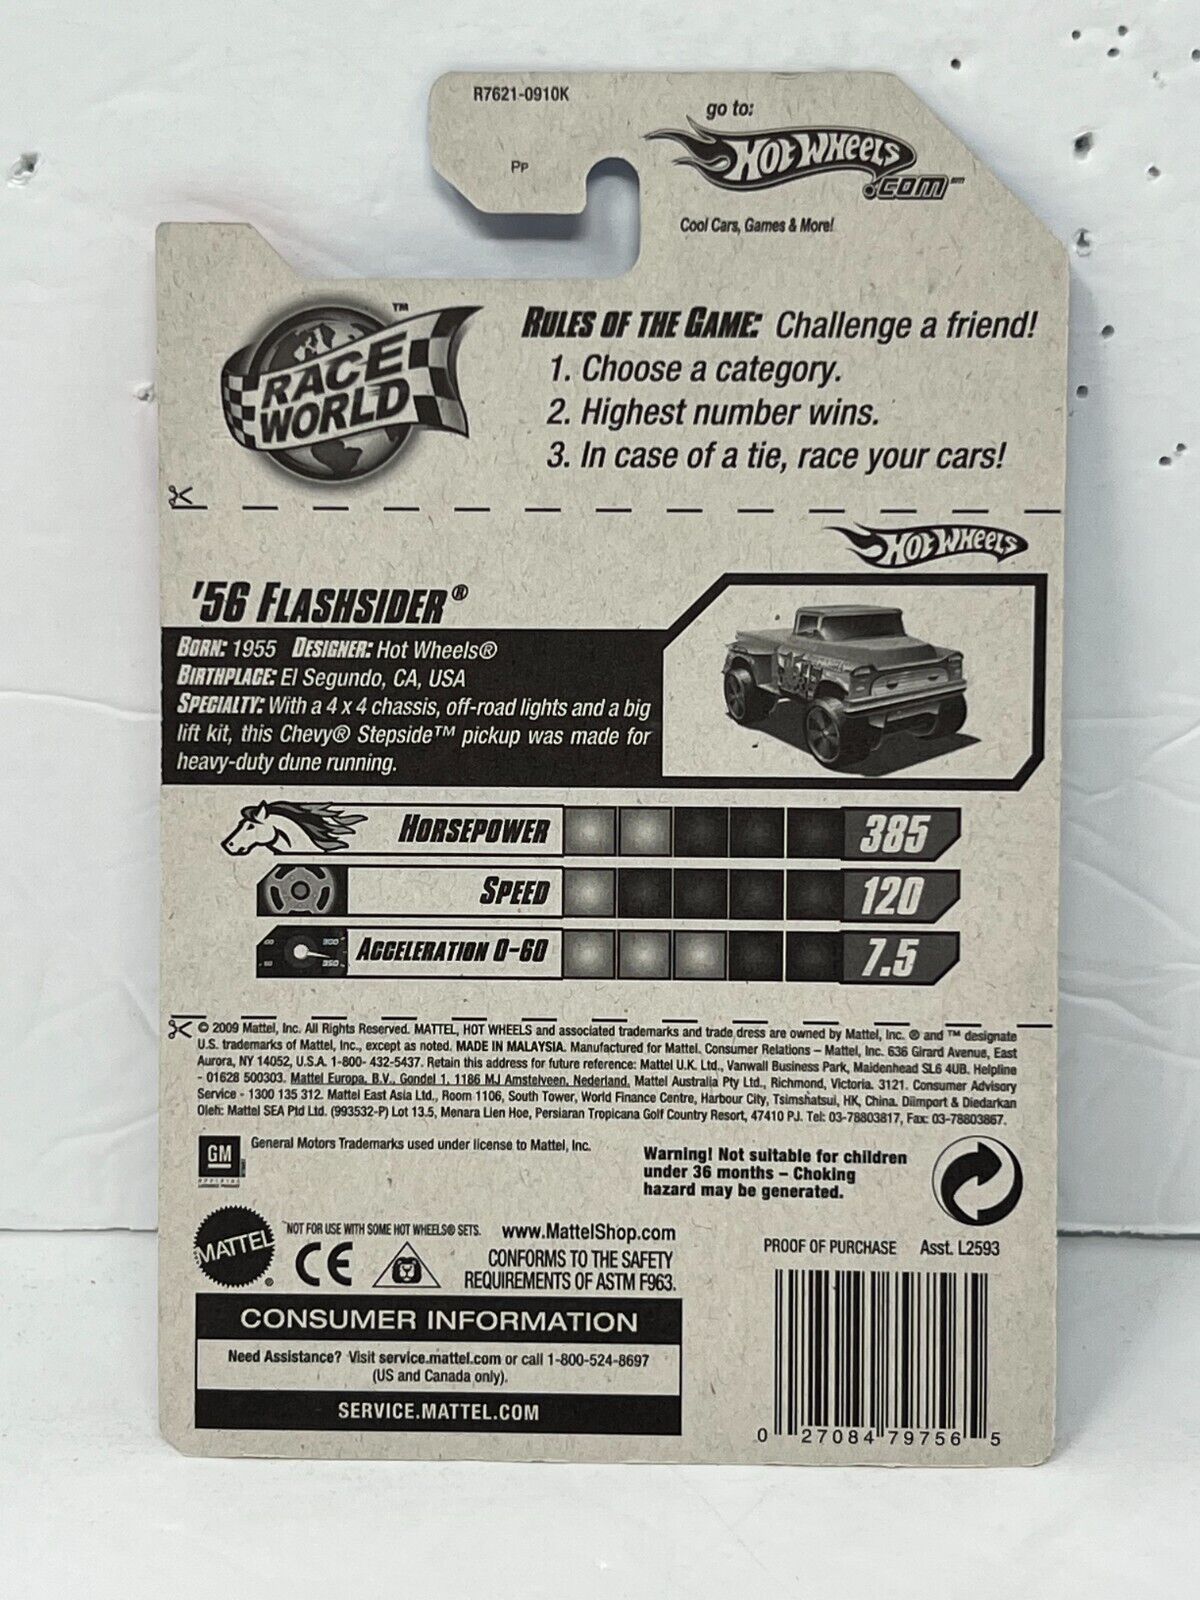 R7621-0910K
PP
go to:
HOT WHEELS
.COM™
Cool Cars, Games & More!
RACE
WORLD
™
RULES OF THE GAME: Challenge a friend!
1. Choose a category.
2. Highest number wins.
3. In case of a tie, race your cars!
HOT WHEELS
'56 FLASHSIDER®
BORN: 1955 DESIGNER: Hot Wheels®
BIRTHPLACE: El Segundo, CA, USA
SPECIALTY: With a 4 x 4 chassis, off-road lights and a big
lift kit, this Chevy® Stepside™ pickup was made for
heavy-duty dune running.
HORSEPOWER 385
SPEED 120
ACCELERATION 0-60 7.5
© 2009 Mattel, Inc. All Rights Reserved. MATTEL, HOT WHEELS and associated trademarks and trade dress are owned by Mattel, Inc. ® and ™ designate
U.S. trademarks of Mattel, Inc., except as noted. MADE IN MALAYSIA. Manufactured for Mattel. Consumer Relations – Mattel, Inc. 636 Girard Avenue, East
Aurora, NY 14052, U.S.A. 1-800- 432-5437. Retain this address for future reference: Mattel U.K. Ltd., Vanwall Business Park, Maidenhead SL6 4UB. Helpline
- 01628 500303. Mattel Europa, B.V., Gondel 1, 1186 MJ Amstelveen, Nederland. Mattel Australia Pty Ltd., Richmond, Victoria. 3121. Consumer Advisory
Service - 1300 135 312. Mattel East Asia Ltd., Room 1106, South Tower, World Finance Centre, Harbour City, Tsimshatsui, HK, China. Diimport & Diedarkan
Oleh: Mattel SEA Ptd Ltd. (993532-P) Lot 13.5, Menara Lien Hoe, Persiaran Tropicana Golf Country Resort, 47410 PJ. Tel: 03-78803817, Fax: 03-78803867.
GM
General Motors Trademarks used under license to Mattel, Inc.
Warning! Not suitable for children
under 36 months – Choking
hazard may be generated.
MATTEL®
NOT FOR USE WITH SOME HOT WHEELS® SETS.
CE
www.MattelShop.com
CONFORMS TO THE SAFETY
REQUIREMENTS OF ASTM F963.
PROOF OF PURCHASE Asst. L2593
CONSUMER INFORMATION
Need Assistance? Visit service.mattel.com or call 1-800-524-8697
(US and Canada only).
SERVICE.MATTEL.COM
0 27084 79756 5